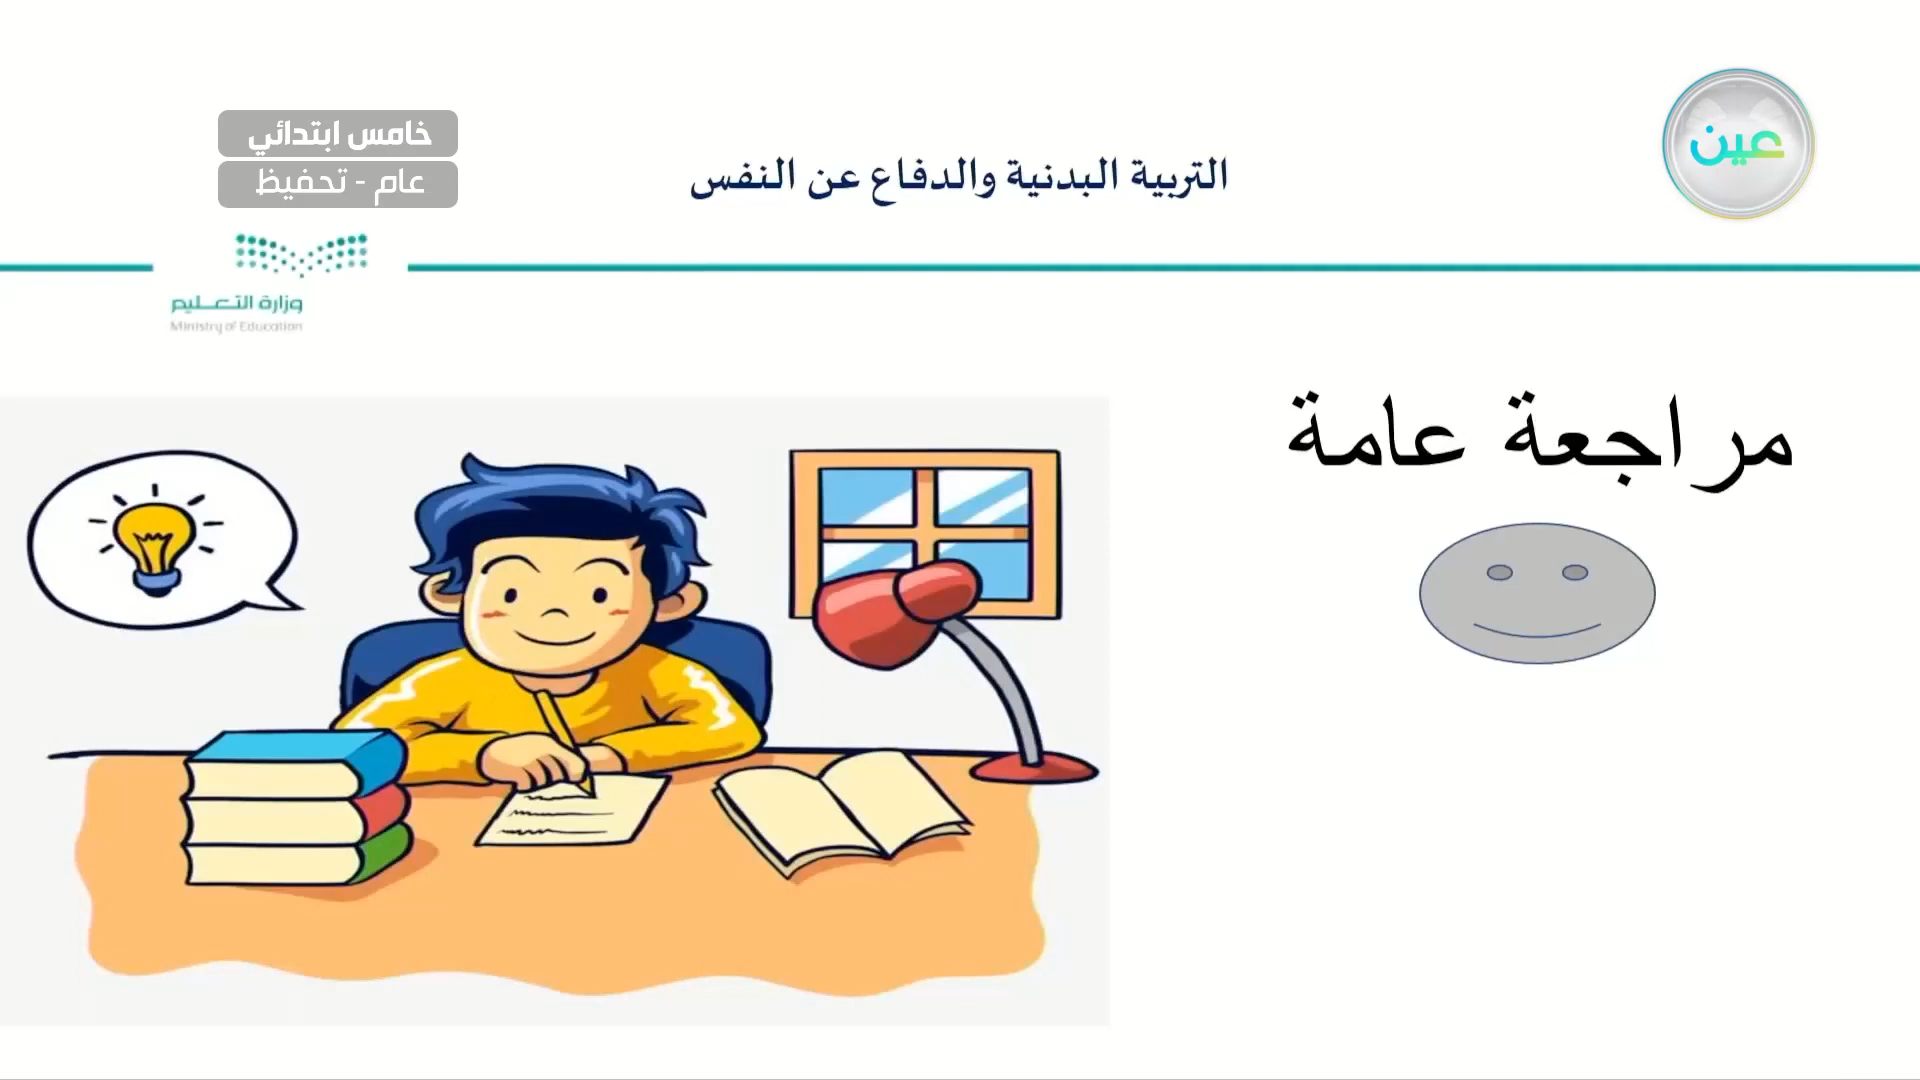 عين
خامس ابتدائي
عام - تحفيظ
التربية البدنية والدفاع عن النفس
وزارة التعليم
Ministry of Education
مراجعة عامة